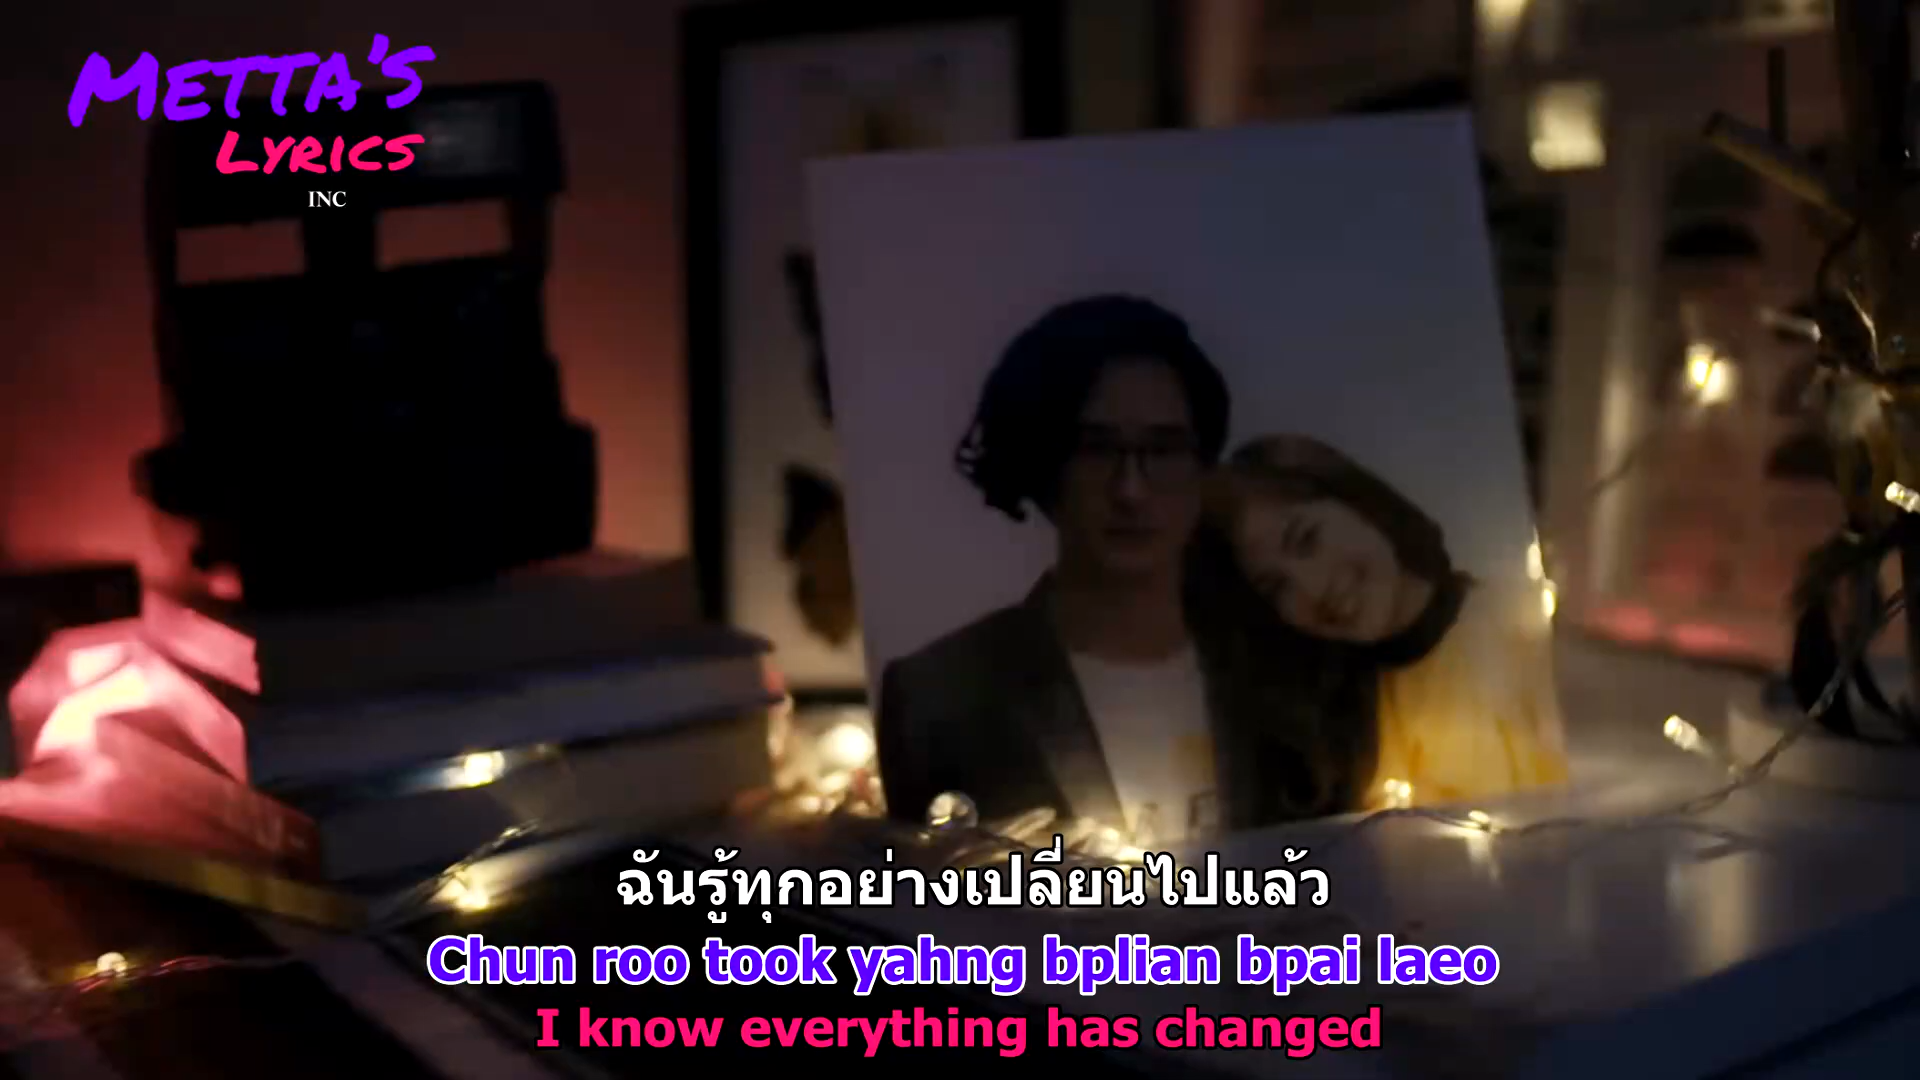 METTA'S
LYRICS
INC
ฉันรู้ทุกอย่างเปลี่ยนไปแล้ว
Chun roo took yahng bplian bpai laeo
I know everything has changed